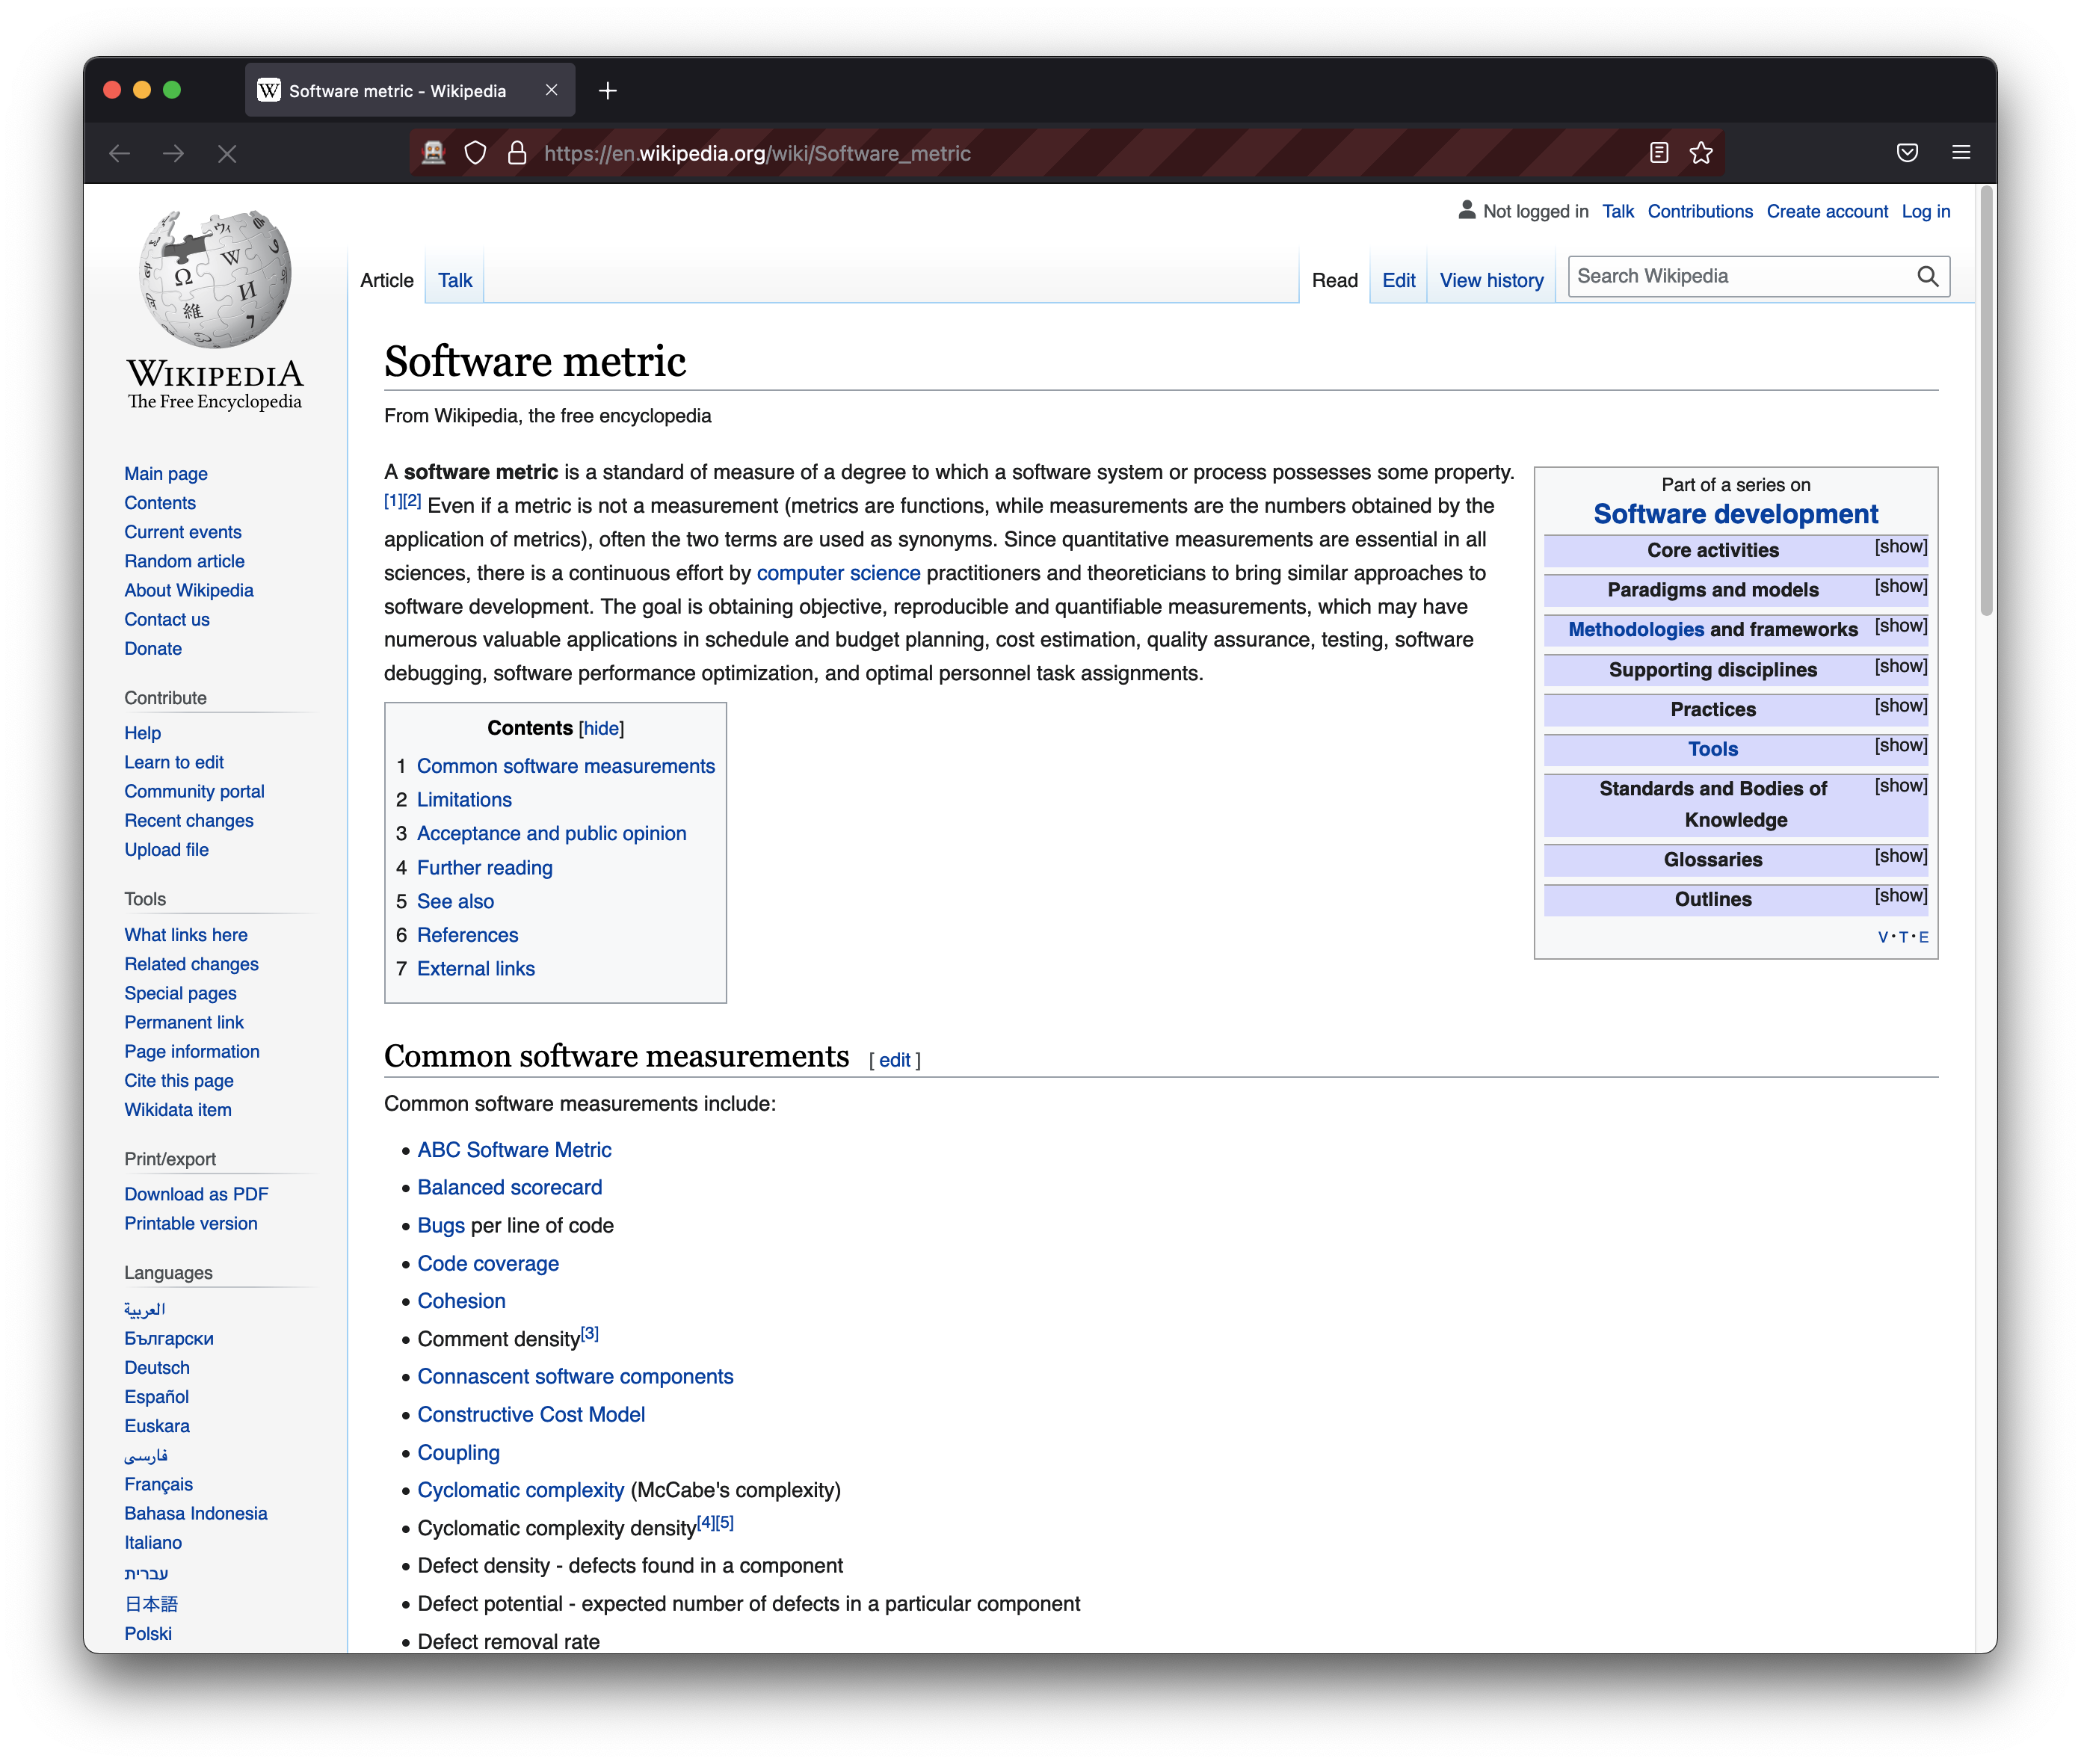 Software metric - Wikipedia
https://en.wikipedia.org/wiki/Software_metric
Not logged in Talk Contributions Create account Log in
Article Talk Read Edit View history Search Wikipedia
WIKIPEDIA
The Free Encyclopedia
Main page
Contents
Current events
Random article
About Wikipedia
Contact us
Donate
Contribute
Help
Learn to edit
Community portal
Recent changes
Upload file
Tools
What links here
Related changes
Special pages
Permanent link
Page information
Cite this page
Wikidata item
Print/export
Download as PDF
Printable version
Languages
العربية
Български
Deutsch
Español
Euskara
فارسی
Français
Bahasa Indonesia
Italiano
עברית
日本語
Polski
Software metric
From Wikipedia, the free encyclopedia
A software metric is a standard of measure of a degree to which a software system or process possesses some property.
[1][2] Even if a metric is not a measurement (metrics are functions, while measurements are the numbers obtained by the
application of metrics), often the two terms are used as synonyms. Since quantitative measurements are essential in all
sciences, there is a continuous effort by computer science practitioners and theoreticians to bring similar approaches to
software development. The goal is obtaining objective, reproducible and quantifiable measurements, which may have
numerous valuable applications in schedule and budget planning, cost estimation, quality assurance, testing, software
debugging, software performance optimization, and optimal personnel task assignments.
Part of a series on
Software development
Core activities [show]
Paradigms and models [show]
Methodologies and frameworks [show]
Supporting disciplines [show]
Practices [show]
Tools [show]
Standards and Bodies of [show]
Knowledge
Glossaries [show]
Outlines [show]
V · T · E
Contents [hide]
1 Common software measurements
2 Limitations
3 Acceptance and public opinion
4 Further reading
5 See also
6 References
7 External links
Common software measurements [ edit ]
Common software measurements include:
• ABC Software Metric
• Balanced scorecard
• Bugs per line of code
• Code coverage
• Cohesion
• Comment density[3]
• Connascent software components
• Constructive Cost Model
• Coupling
• Cyclomatic complexity (McCabe's complexity)
• Cyclomatic complexity density[4][5]
• Defect density - defects found in a component
• Defect potential - expected number of defects in a particular component
• Defect removal rate